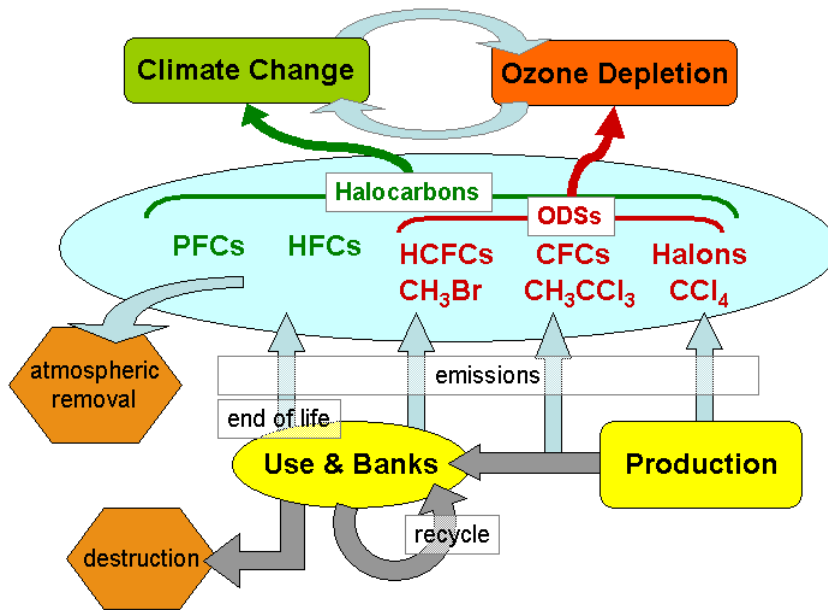 Climate Change
Ozone Depletion
Halocarbons
ODSs
PFCs
HFCs
HCFCs
CFCs
Halons
CH₃Br
CH₃CCl₃
CCl₄
atmospheric
removal
emissions
end of life
Use & Banks
Production
recycle
destruction